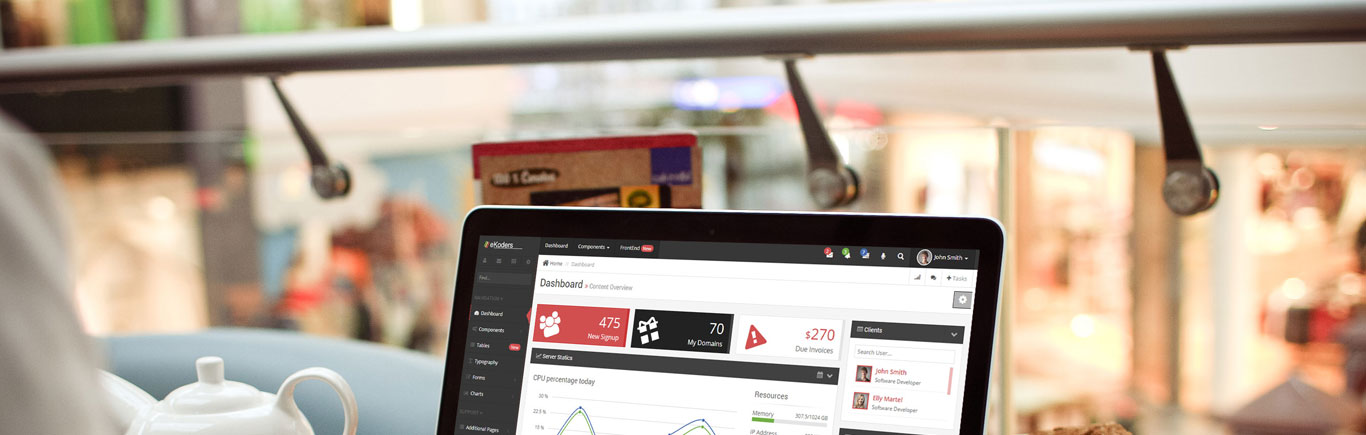 eKoders
Dashboard Components Frontend New
John Smith
Find...
Home Dashboard
Tasks
Dashboard » Content Overview
NAVIGATION
Dashboard
Components
Tables New
Typography
Forms
Charts
SUPPORT
Additional Pages
475
New Signup
70
My Domains
$270
Due Invoices
Server Statics
CPU percentage today
30 %
22.5 %
15 %
Resources
Memory 307.5/1024 GB
IP Address
Clients
Search User...
John Smith
Software Developer
Elly Martel
Software Developer